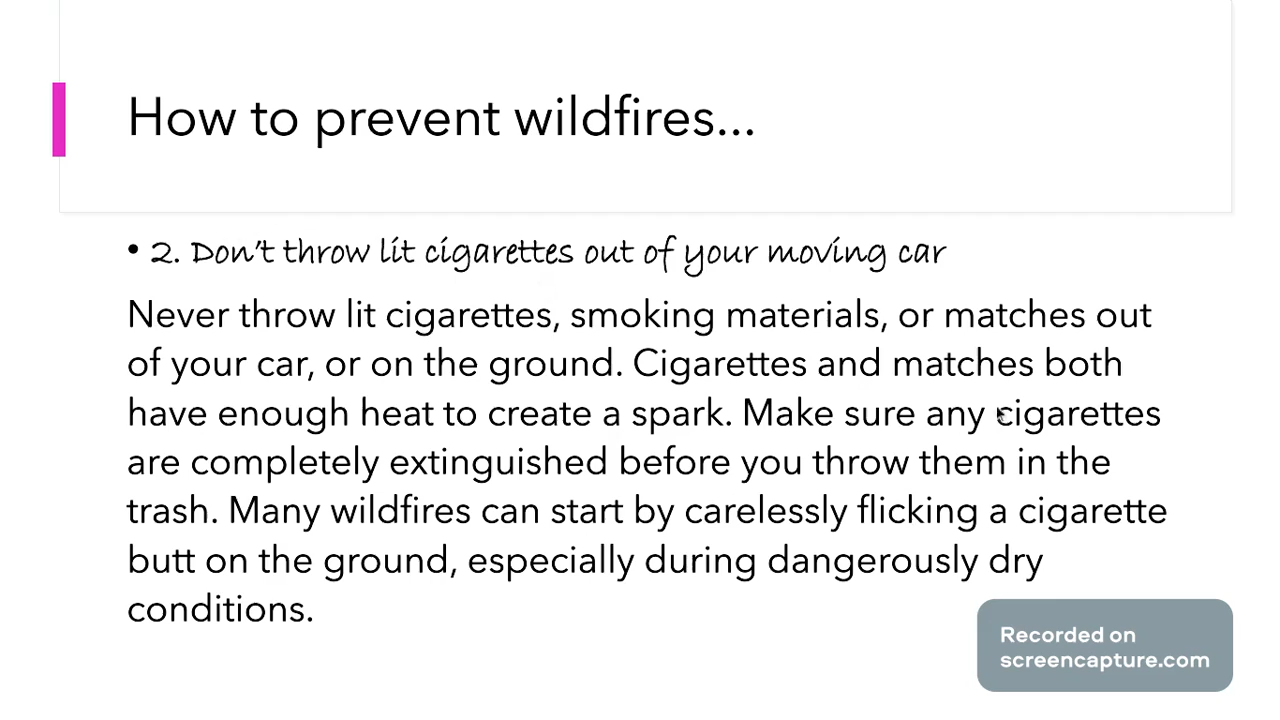 How to prevent wildfires...
• 2. Don't throw lit cigarettes out of your moving car
Never throw lit cigarettes, smoking materials, or matches out
of your car, or on the ground. Cigarettes and matches both
have enough heat to create a spark. Make sure any cigarettes
are completely extinguished before you throw them in the
trash. Many wildfires can start by carelessly flicking a cigarette
butt on the ground, especially during dangerously dry
conditions.
Recorded on
screencapture.com